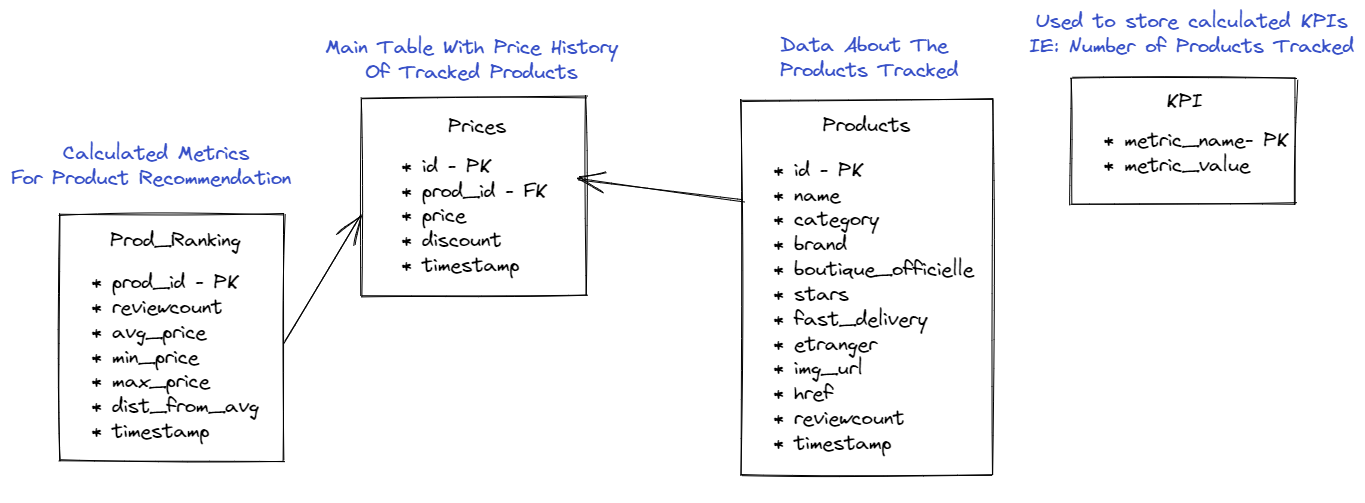 Calculated Metrics
For Product Recommendation
Prod_Ranking
* prod_id - PK
* reviewcount
* avg_price
* min_price
* max_price
* dist_from_avg
* timestamp
Main Table With Price History
Of Tracked Products
Prices
* id - PK
* prod_id - FK
* price
* discount
* timestamp
Data About The
Products Tracked
Products
* id - PK
* name
* category
* brand
* boutique_officielle
* stars
* fast_delivery
* etranger
* img_url
* href
* reviewcount
* timestamp
Used to store calculated KPIs
IE: Number of Products Tracked
KPI
* metric_name- PK
* metric_value